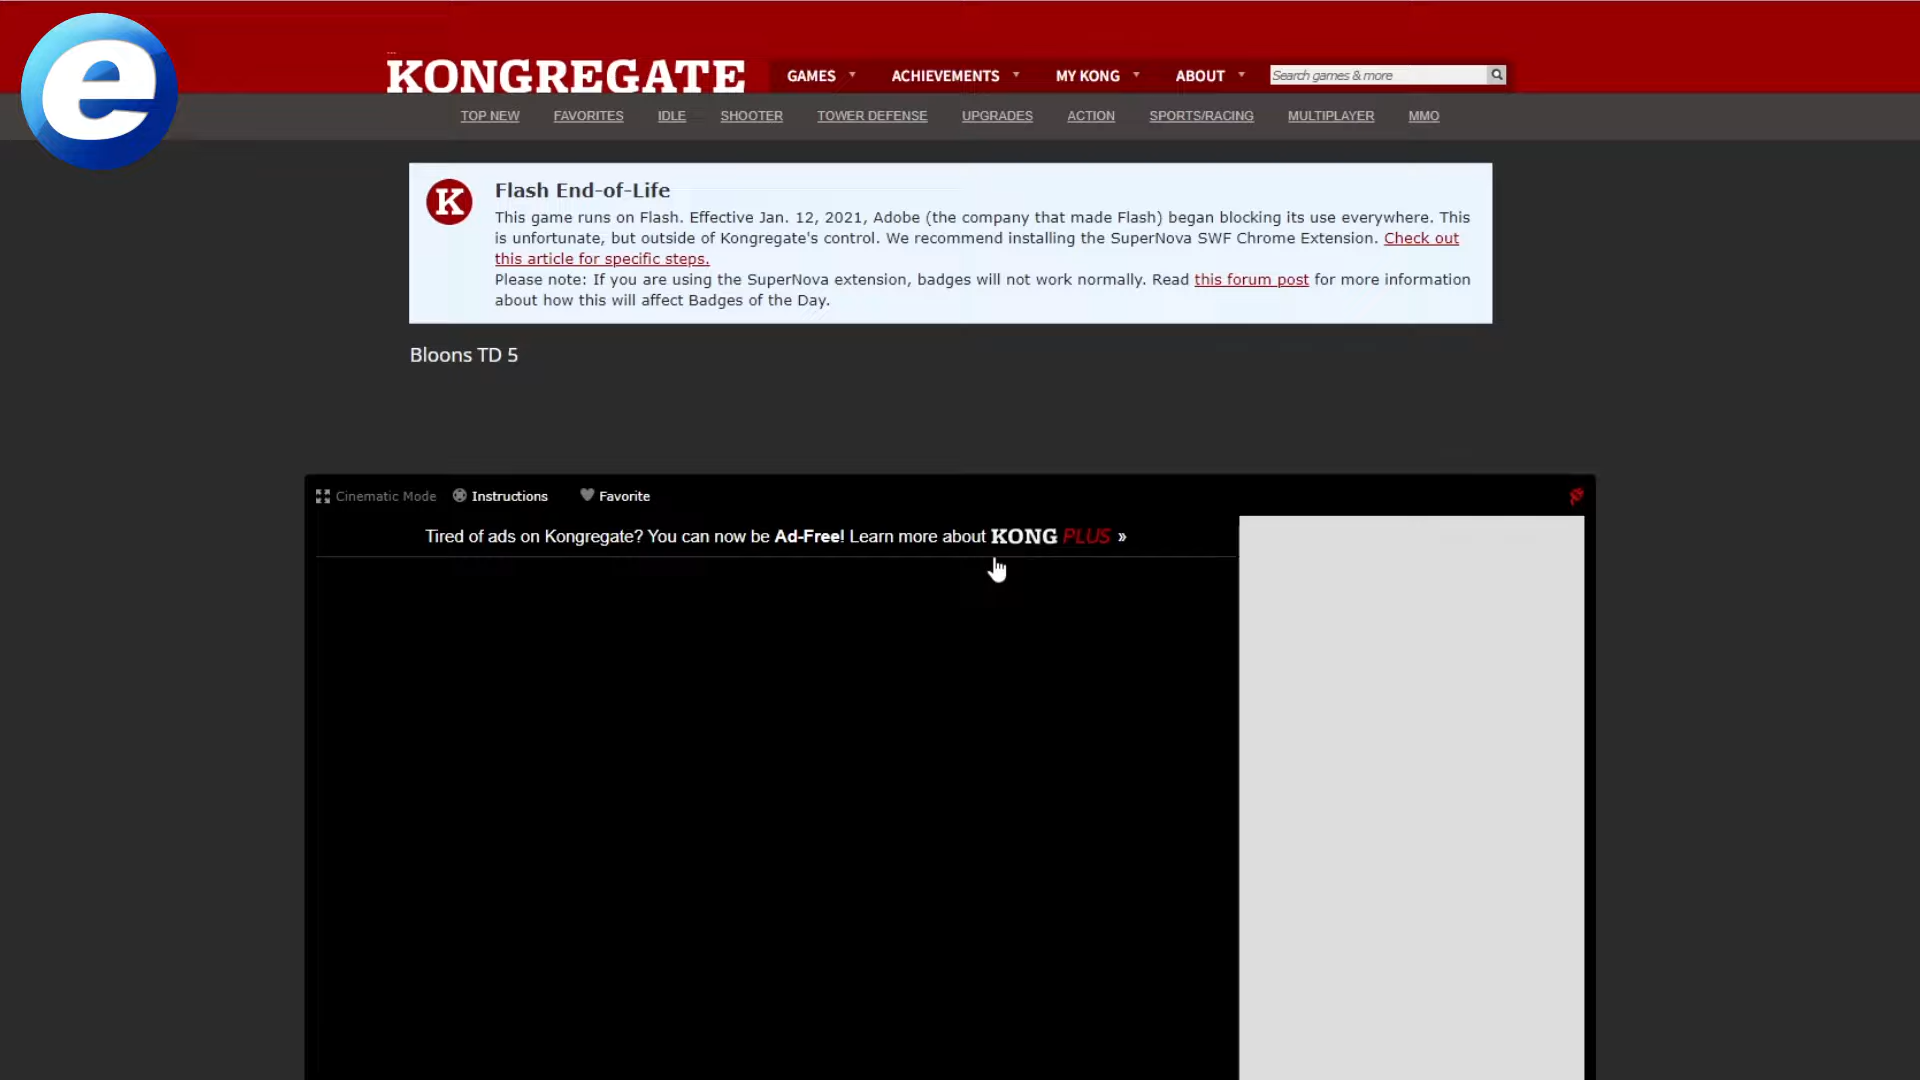 e
KONGREGATE
GAMES ACHIEVEMENTS MY KONG ABOUT Search games & more
TOP NEW FAVORITES IDLE SHOOTER TOWER DEFENSE UPGRADES ACTION SPORTS/RACING MULTIPLAYER MMO
K
Flash End-of-Life
This game runs on Flash. Effective Jan. 12, 2021, Adobe (the company that made Flash) began blocking its use everywhere. This
is unfortunate, but outside of Kongregate's control. We recommend installing the SuperNova SWF Chrome Extension. Check out
this article for specific steps.
Please note: If you are using the SuperNova extension, badges will not work normally. Read this forum post for more information
about how this will affect Badges of the Day.
Bloons TD 5
Cinematic Mode Instructions Favorite
Tired of ads on Kongregate? You can now be Ad-Free! Learn more about KONG PLUS »